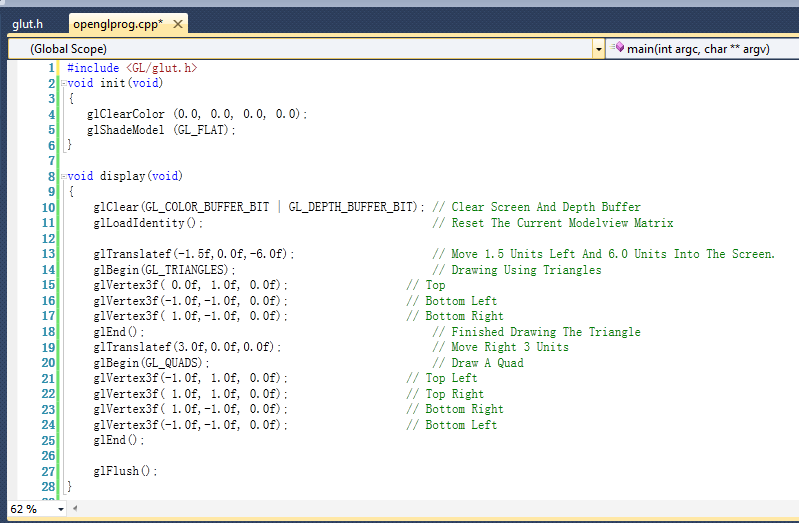 glut.h openglprog.cpp* ×
(Global Scope) main(int argc, char ** argv)
1 #include <GL/glut.h>
2 void init(void)
3 {
4 glClearColor (0.0, 0.0, 0.0, 0.0);
5 glShadeModel (GL_FLAT);
6 }
7
8 void display(void)
9 {
10 glClear(GL_COLOR_BUFFER_BIT | GL_DEPTH_BUFFER_BIT); // Clear Screen And Depth Buffer
11 glLoadIdentity(); // Reset The Current Modelview Matrix
12
13 glTranslatef(-1.5f,0.0f,-6.0f); // Move 1.5 Units Left And 6.0 Units Into The Screen.
14 glBegin(GL_TRIANGLES); // Drawing Using Triangles
15 glVertex3f( 0.0f, 1.0f, 0.0f); // Top
16 glVertex3f(-1.0f,-1.0f, 0.0f); // Bottom Left
17 glVertex3f( 1.0f,-1.0f, 0.0f); // Bottom Right
18 glEnd(); // Finished Drawing The Triangle
19 glTranslatef(3.0f,0.0f,0.0f); // Move Right 3 Units
20 glBegin(GL_QUADS); // Draw A Quad
21 glVertex3f(-1.0f, 1.0f, 0.0f); // Top Left
22 glVertex3f( 1.0f, 1.0f, 0.0f); // Top Right
23 glVertex3f( 1.0f,-1.0f, 0.0f); // Bottom Right
24 glVertex3f(-1.0f,-1.0f, 0.0f); // Bottom Left
25 glEnd();
26
27 glFlush();
28 }
62 %